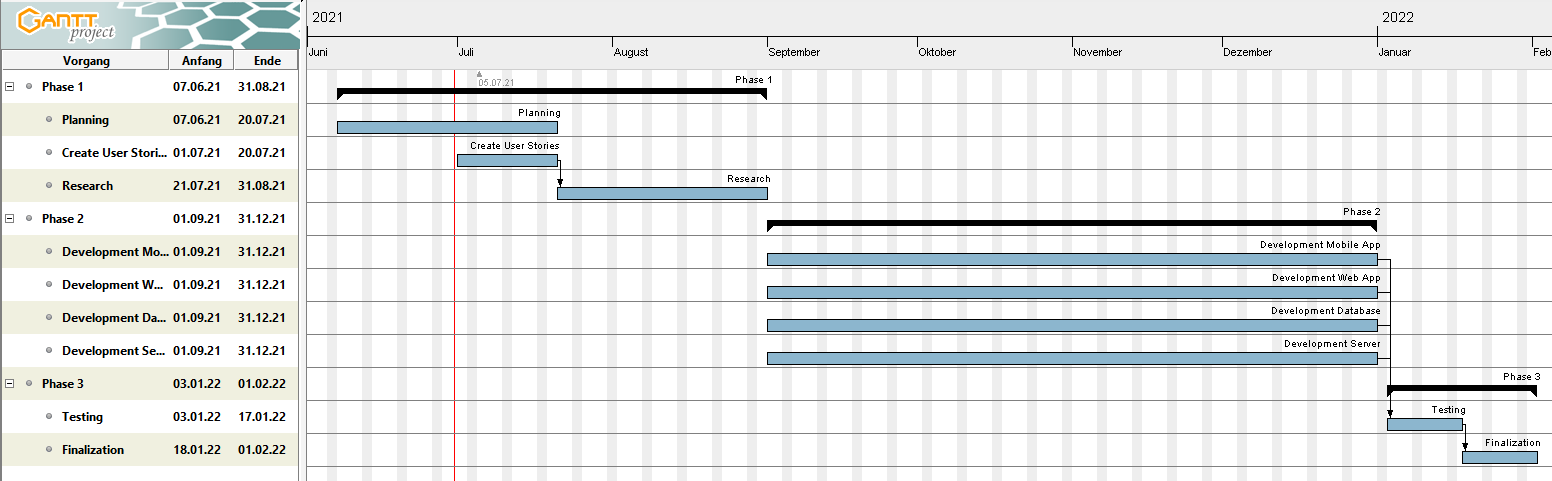 GANTT
project
2021 2022
Juni Juli August September Oktober November Dezember Januar Feb
Vorgang Anfang Ende
05.07.21
Phase 1 07.06.21 31.08.21 Phase 1
Planning 07.06.21 20.07.21 Planning
Create User Stori... 01.07.21 20.07.21 Create User Stories
Research 21.07.21 31.08.21 Research
Phase 2 01.09.21 31.12.21 Phase 2
Development Mo... 01.09.21 31.12.21 Development Mobile App
Development W... 01.09.21 31.12.21 Development Web App
Development Da... 01.09.21 31.12.21 Development Database
Development Se... 01.09.21 31.12.21 Development Server
Phase 3 03.01.22 01.02.22 Phase 3
Testing 03.01.22 17.01.22 Testing
Finalization 18.01.22 01.02.22 Finalization